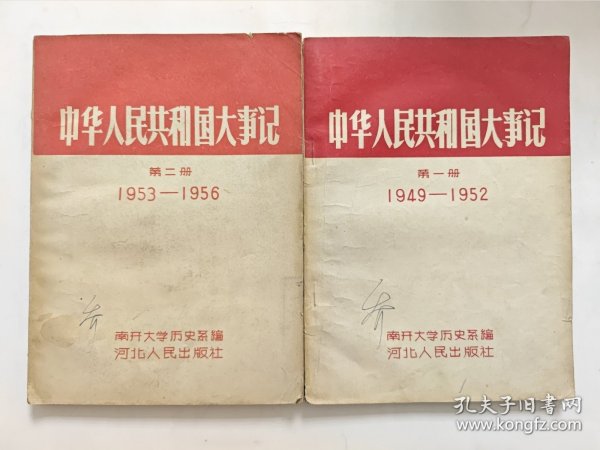 中华人民共和国大事记
第二册
1953—1956
南开大学历史系编
河北人民出版社
中华人民共和国大事记
第一册
1949—1952
南开大学历史系编
河北人民出版社
孔夫子旧书网
www.kongfz.com